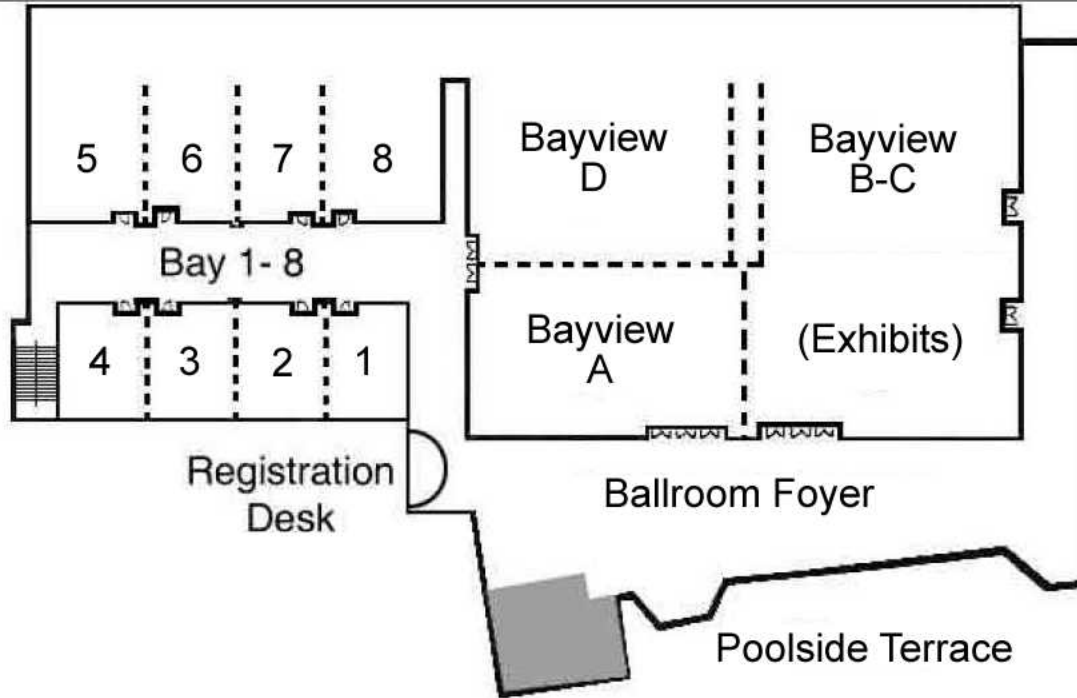 5
6
7
8
Bayview
D
Bayview
B-C
Bay 1- 8
4
3
2
1
Bayview
A
(Exhibits)
Registration
Desk
Ballroom Foyer
Poolside Terrace